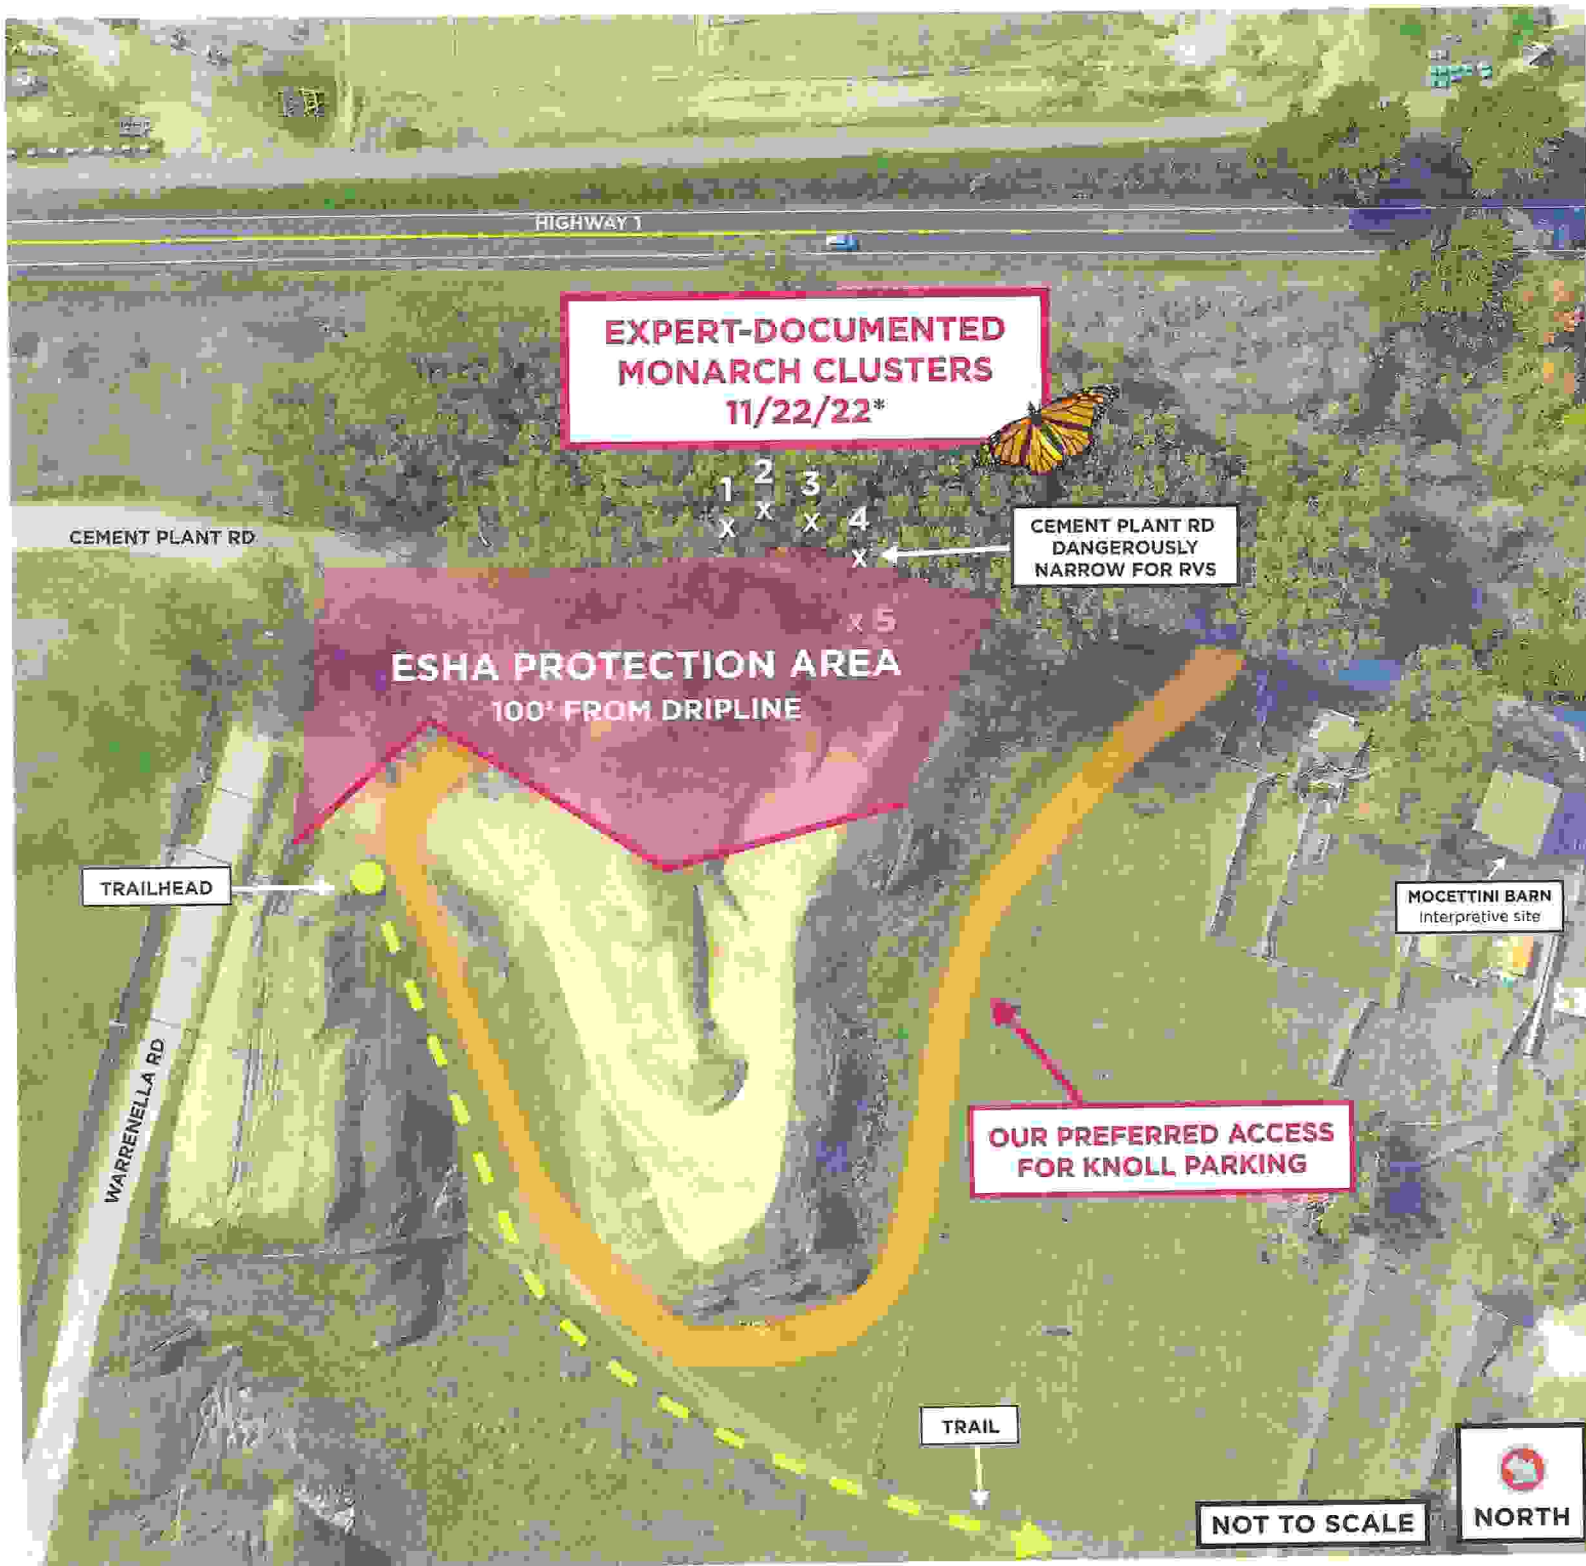 HIGHWAY 1
EXPERT-DOCUMENTED
MONARCH CLUSTERS
11/22/22*
1
2
3
4
x
x
x
x
CEMENT PLANT RD
CEMENT PLANT RD
DANGEROUSLY
NARROW FOR RVS
x 5
ESHA PROTECTION AREA
100' FROM DRIPLINE
TRAILHEAD
MOCETTINI BARN
Interpretive site
WARRENELLA RD
OUR PREFERRED ACCESS
FOR KNOLL PARKING
TRAIL
NOT TO SCALE
NORTH